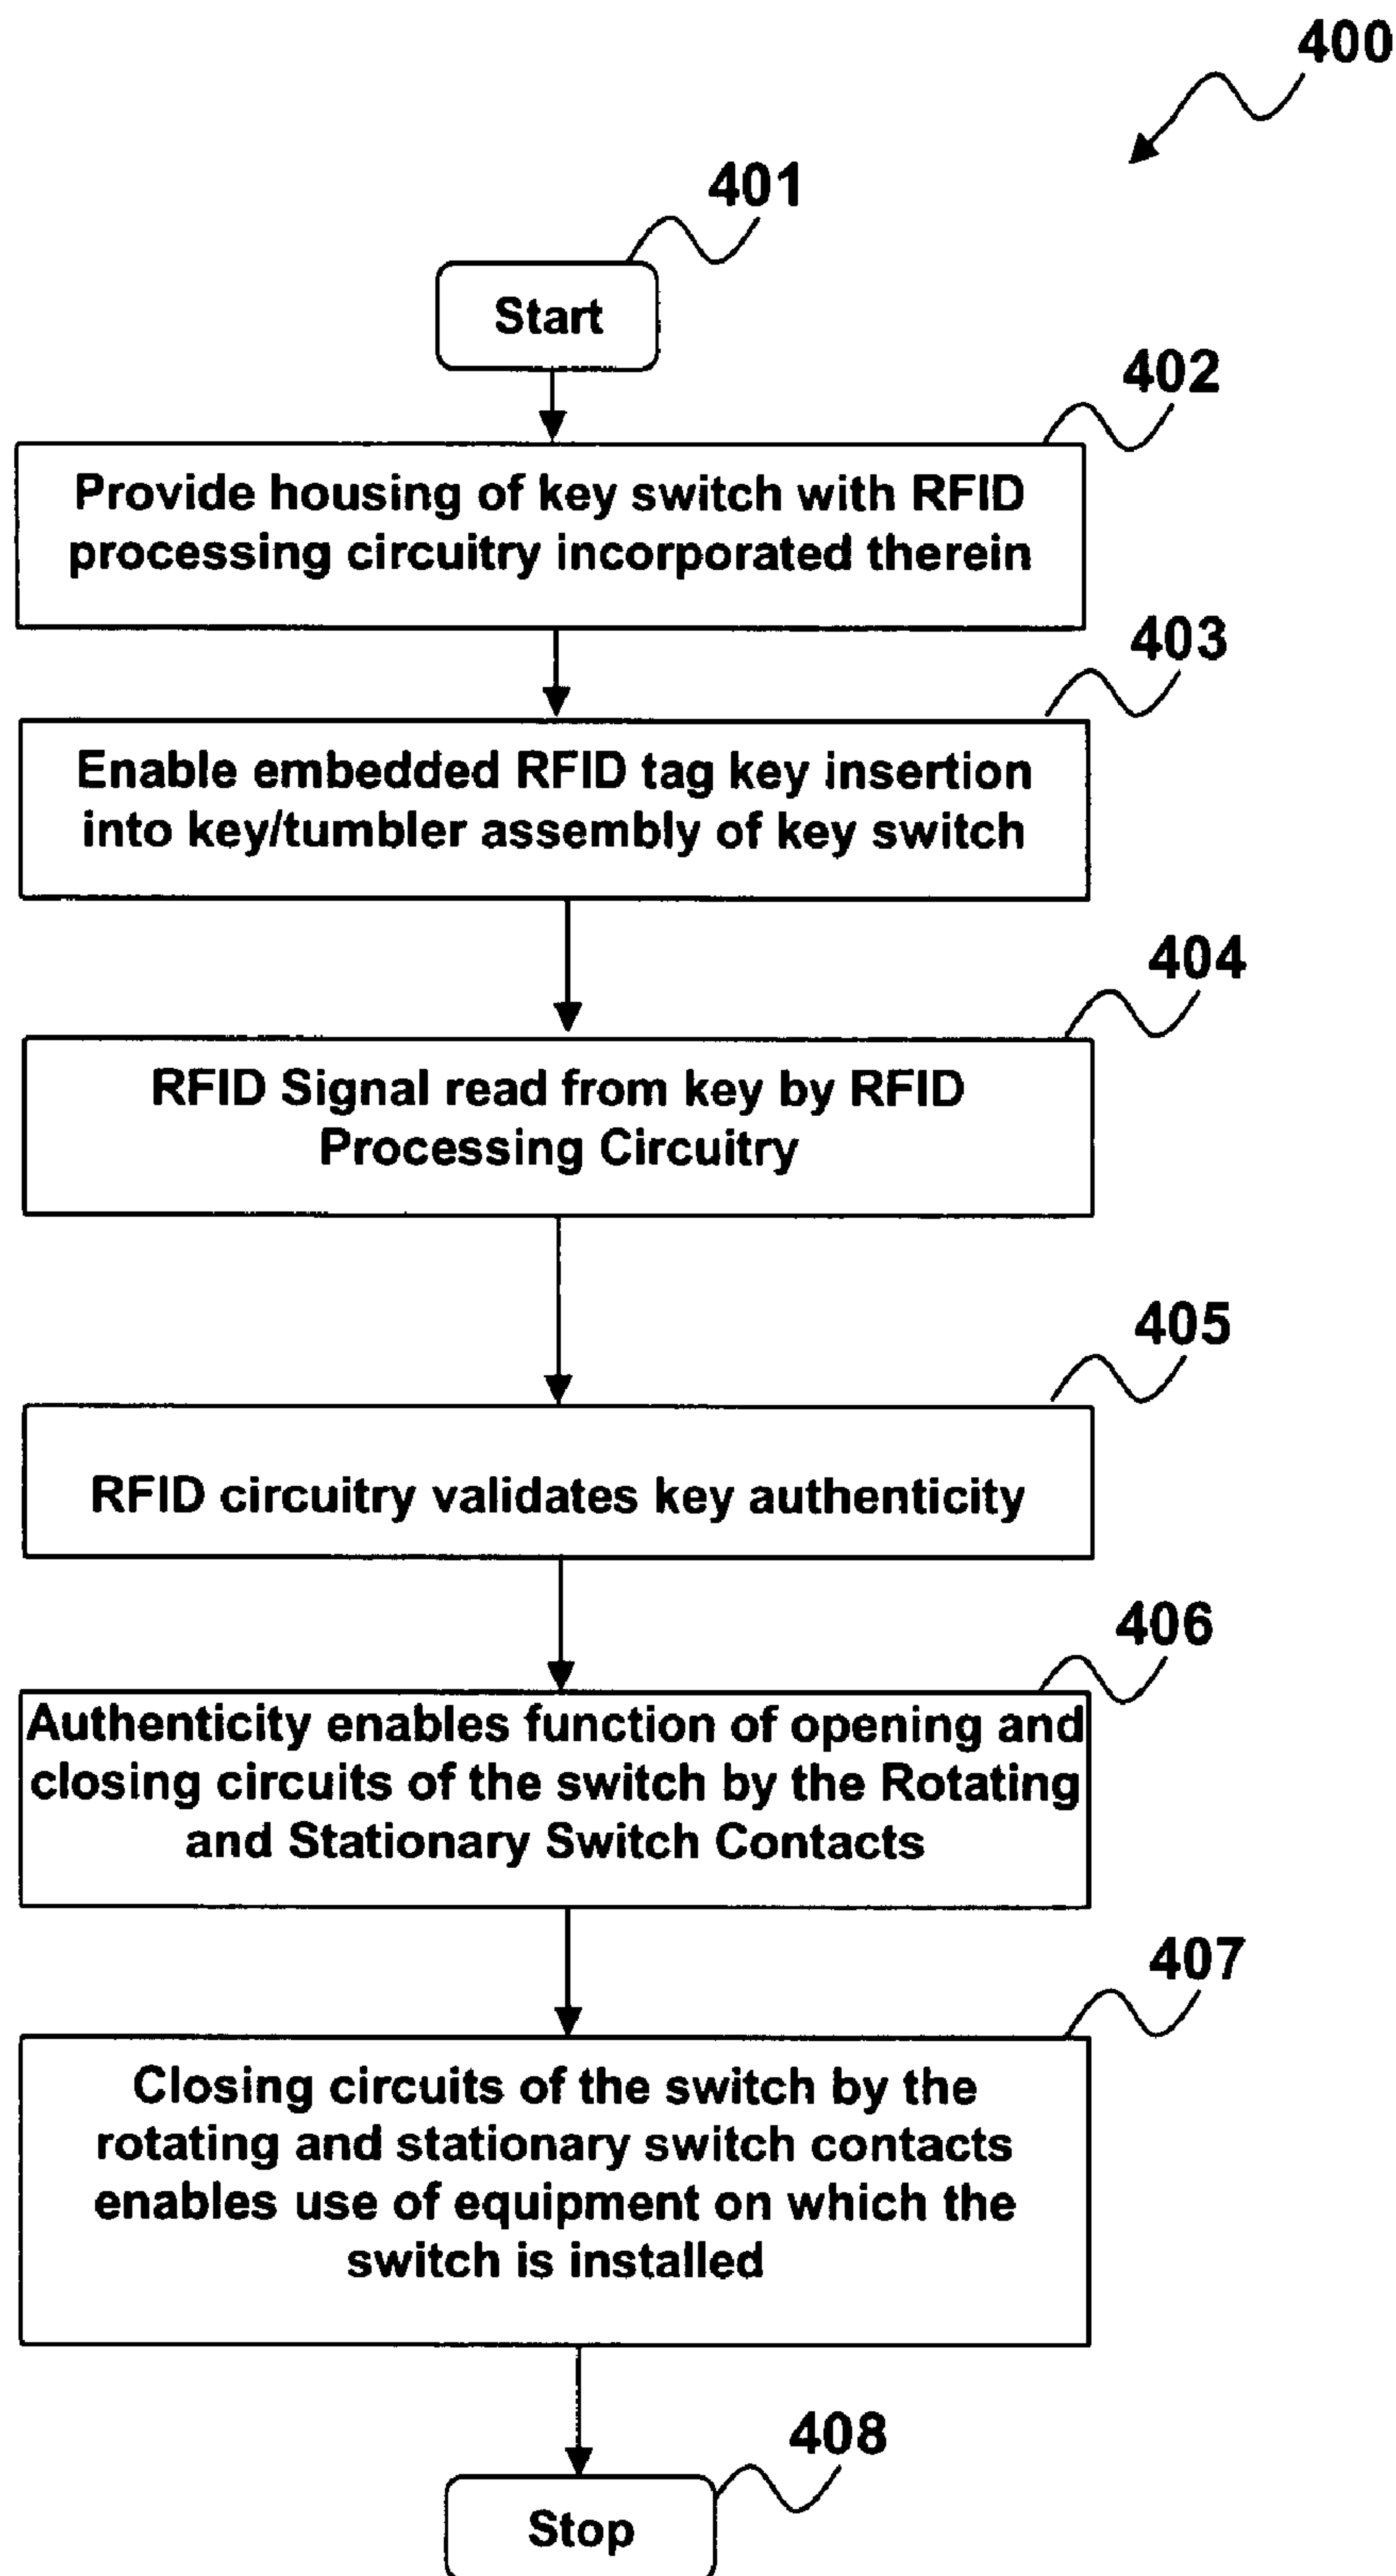 400
401
Start
402
Provide housing of key switch with RFID
processing circuitry incorporated therein
403
Enable embedded RFID tag key insertion
into key/tumbler assembly of key switch
404
RFID Signal read from key by RFID
Processing Circuitry
405
RFID circuitry validates key authenticity
406
Authenticity enables function of opening and
closing circuits of the switch by the Rotating
and Stationary Switch Contacts
407
Closing circuits of the switch by the
rotating and stationary switch contacts
enables use of equipment on which the
switch is installed
408
Stop